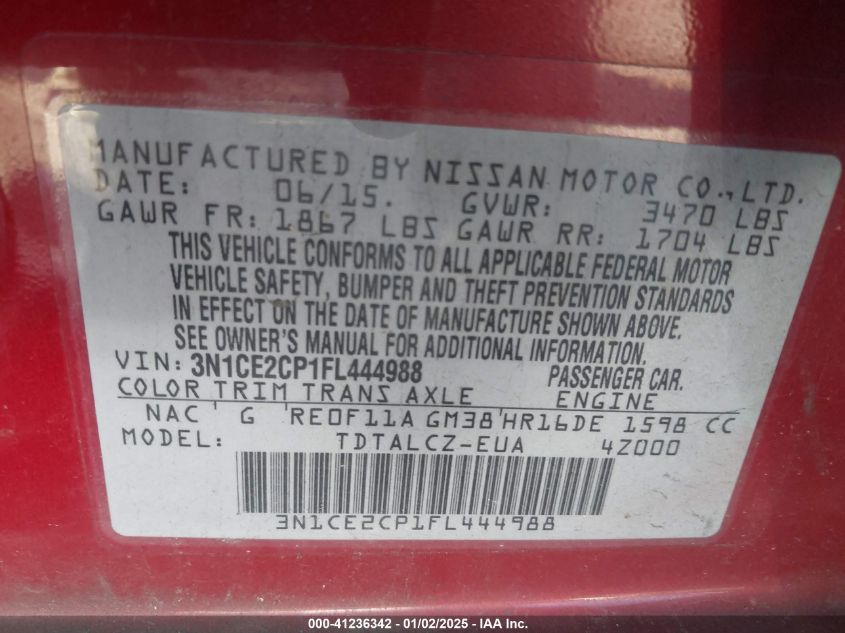 MANUFACTURED BY NISSAN MOTOR CO., LTD.
DATE: 06/15. GVWR: 3470 LBS
GAWR FR: 1867 LBS GAWR RR: 1704 LBS
THIS VEHICLE CONFORMS TO ALL APPLICABLE FEDERAL MOTOR
VEHICLE SAFETY, BUMPER AND THEFT PREVENTION STANDARDS
IN EFFECT ON THE DATE OF MANUFACTURE SHOWN ABOVE.
SEE OWNER'S MANUAL FOR ADDITIONAL INFORMATION.
VIN: 3N1CE2CP1FL444988 PASSENGER CAR.
COLOR TRIM TRANS AXLE ENGINE
NAC G RE0F11A GM38 HR16DE 1598 CC
MODEL: TDTALCZ-EUA 4Z000
3N1CE2CP1FL444988
000-41236342 - 01/02/2025 - IAA Inc.